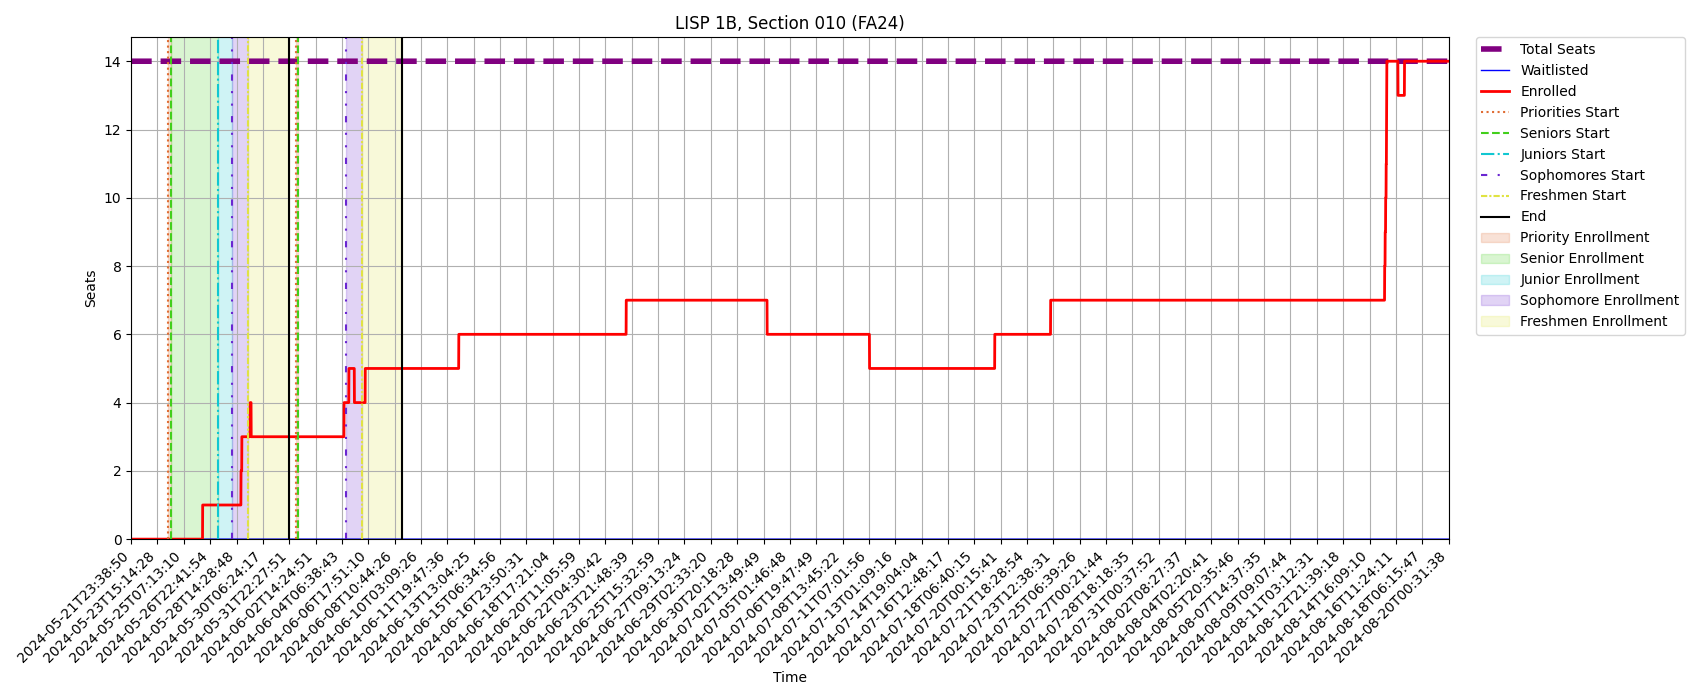 LISP 1B, Section 010 (FA24)
Total Seats
Waitlisted
Enrolled
Priorities Start
Seniors Start
Juniors Start
Sophomores Start
Freshmen Start
End
Priority Enrollment
Senior Enrollment
Junior Enrollment
Sophomore Enrollment
Freshmen Enrollment
Seats
14
12
10
8
6
4
2
0
2024-05-21T23:38:50
2024-05-23T15:14:28
2024-05-25T07:13:10
2024-05-26T22:41:54
2024-05-28T14:28:48
2024-05-30T06:24:17
2024-05-31T22:27:51
2024-06-02T14:24:51
2024-06-04T06:38:43
2024-06-06T17:51:10
2024-06-08T10:44:26
2024-06-10T03:09:26
2024-06-11T19:47:36
2024-06-13T13:04:25
2024-06-15T06:34:56
2024-06-16T23:50:31
2024-06-18T17:21:04
2024-06-20T11:05:59
2024-06-22T04:30:42
2024-06-23T21:48:39
2024-06-25T15:32:59
2024-06-27T09:13:24
2024-06-29T02:33:20
2024-06-30T20:18:28
2024-07-02T13:49:49
2024-07-05T01:46:48
2024-07-06T19:47:49
2024-07-08T13:45:22
2024-07-11T07:01:56
2024-07-13T01:09:16
2024-07-14T19:04:04
2024-07-16T12:48:17
2024-07-18T06:40:15
2024-07-20T00:15:41
2024-07-21T18:28:54
2024-07-23T12:38:31
2024-07-25T06:39:26
2024-07-27T00:21:44
2024-07-28T18:18:35
2024-07-31T00:37:52
2024-08-02T08:27:37
2024-08-04T02:20:41
2024-08-05T20:35:46
2024-08-07T14:37:35
2024-08-09T09:07:44
2024-08-11T03:12:31
2024-08-12T21:39:18
2024-08-14T16:09:10
2024-08-16T11:24:11
2024-08-18T06:15:47
2024-08-20T00:31:38
Time